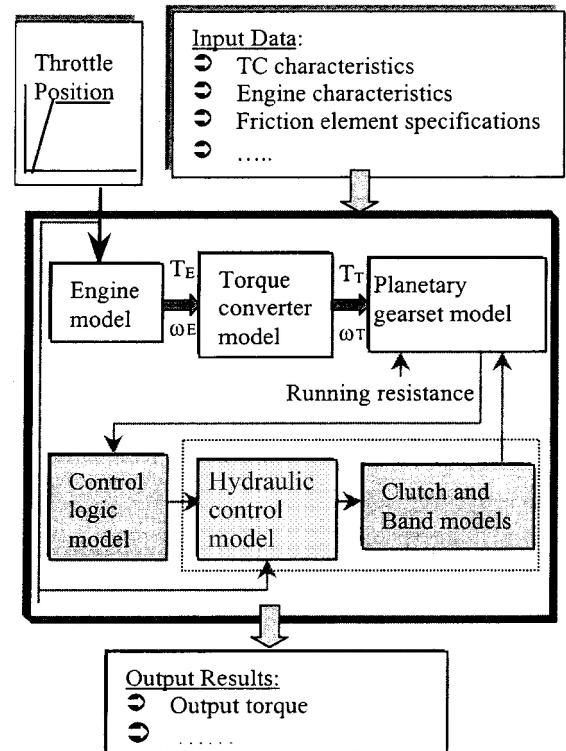 Throttle
Position
Input Data:
➲ TC characteristics
➲ Engine characteristics
➲ Friction element specifications
➲ .....
Engine
model
TE
ωE
Torque
converter
model
TT
ωT
Planetary
gearset model
Running resistance
Control
logic
model
Hydraulic
control
model
Clutch and
Band models
Output Results:
➲ Output torque
➲ ......